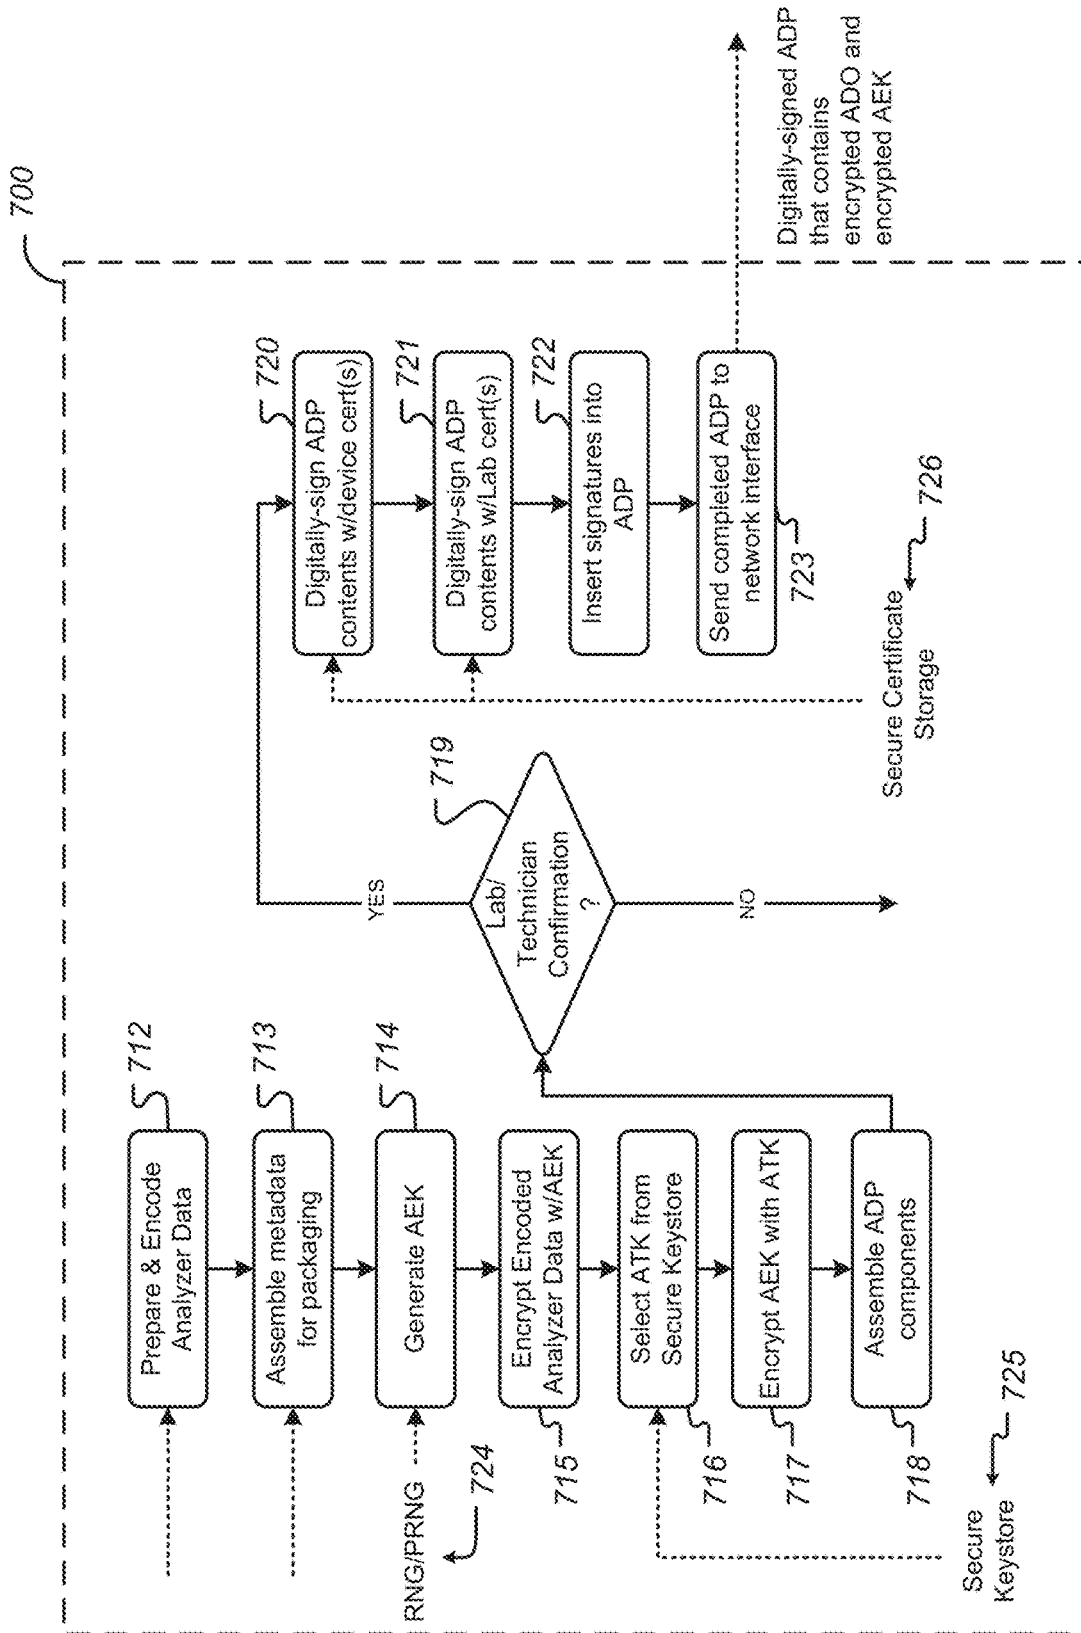 700
712
Prepare & Encode
Analyzer Data
713
Assemble metadata
for packaging
714
Generate AEK
RNG/PRNG
724
Encrypt Encoded
Analyzer Data w/AEK
715
Select ATK from
Secure Keystore
716
Encrypt AEK with ATK
717
Assemble ADP
components
718
Secure
Keystore
725
719
Lab/
Technician
Confirmation
?
YES
NO
720
Digitally-sign ADP
contents w/device cert(s)
721
Digitally-sign ADP
contents w/Lab cert(s)
722
Insert signatures into
ADP
Send completed ADP to
network interface
723
Secure Certificate
Storage
726
Digitally-signed ADP
that contains
encrypted ADO and
encrypted AEK